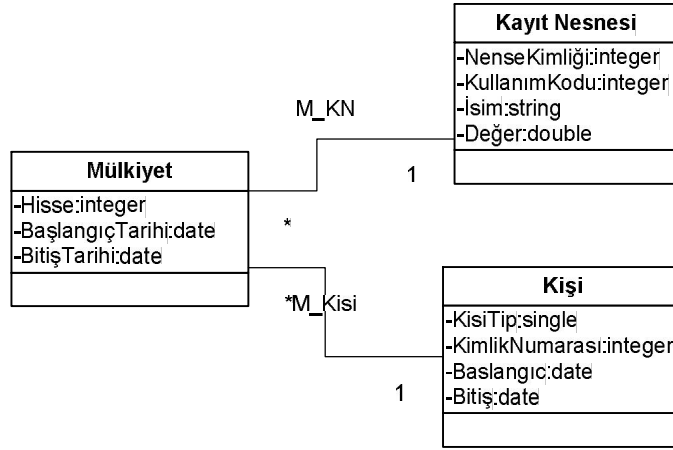 Kayıt Nesnesi
-NenseKimliği:integer
-KullanımKodu:integer
-İsim:string
-Değer:double
M_KN
1
Mülkiyet
-Hisse:integer
-BaşlangıçTarihi:date
-BitişTarihi:date
*
*M_Kisi
1
Kişi
-KisiTip:single
-KimlikNumarası:integer
-Baslangıc:date
-Bitiş:date